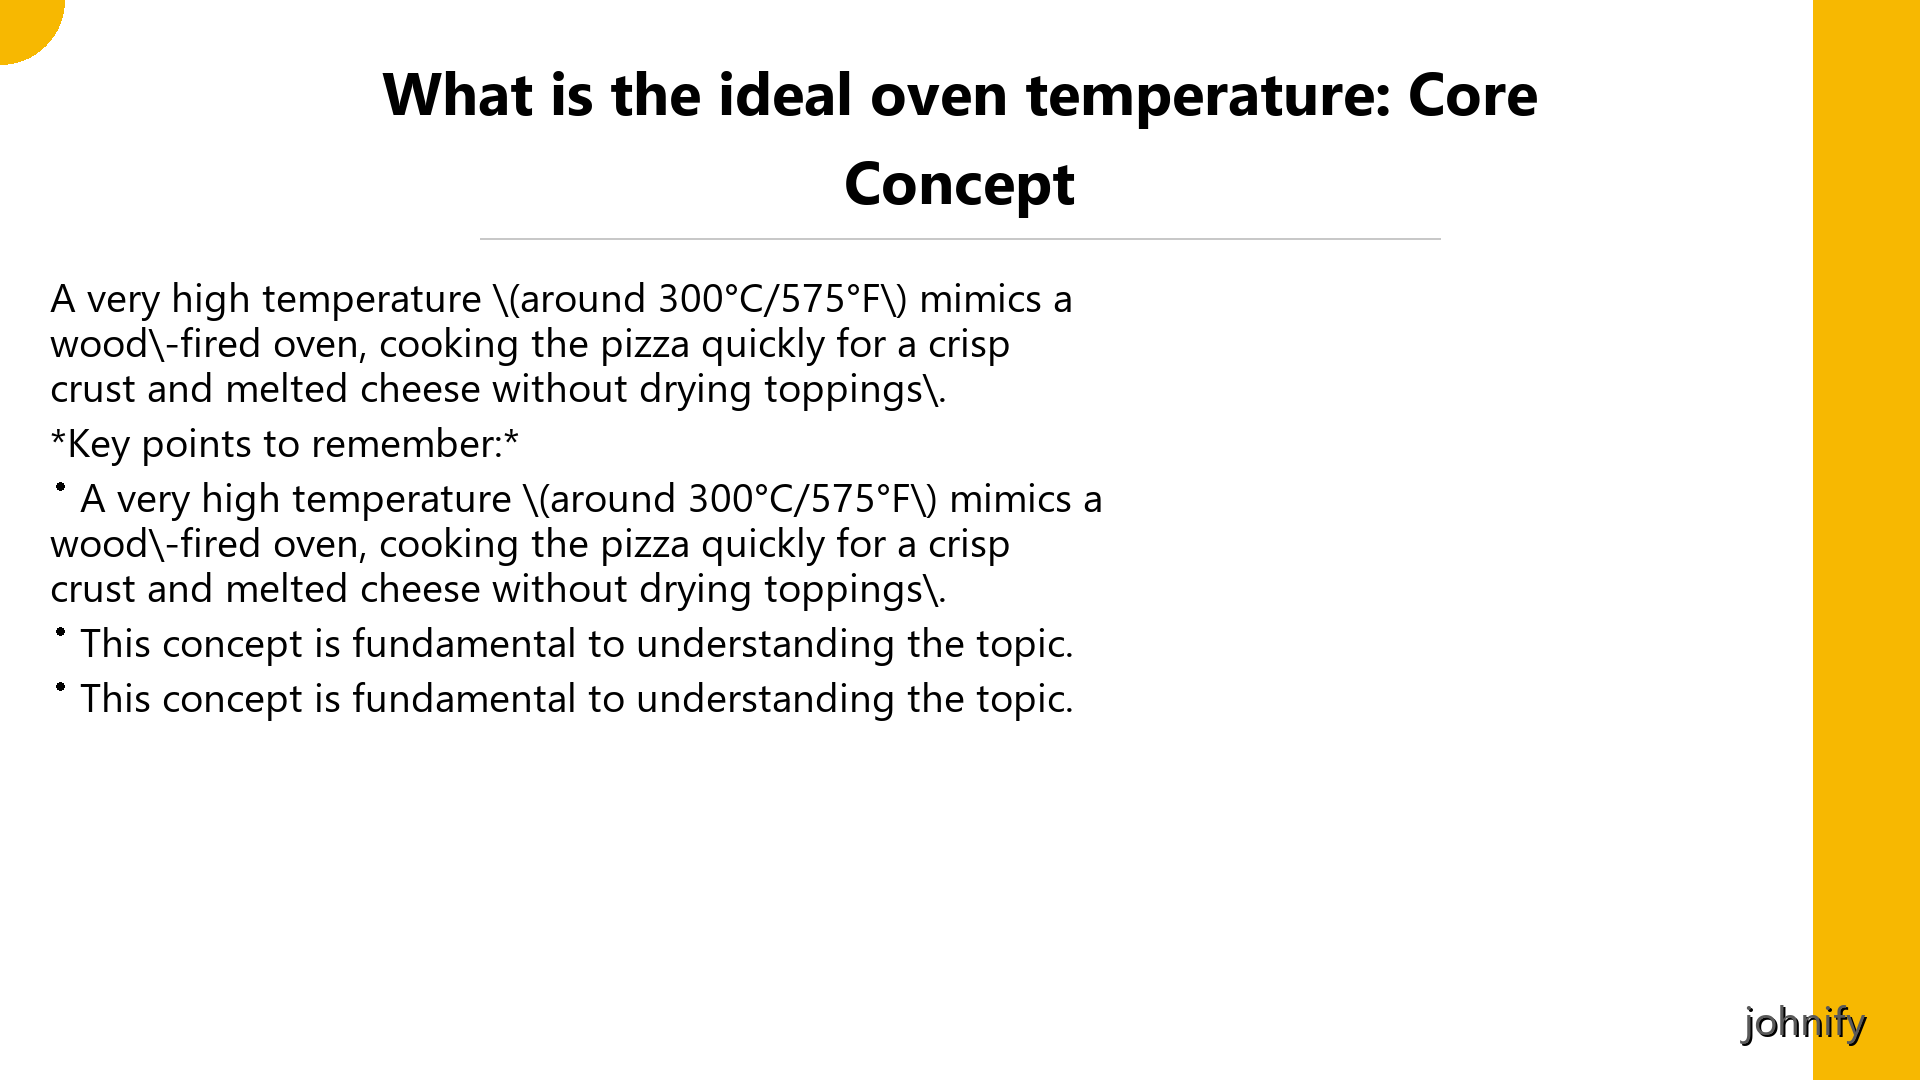 What is the ideal oven temperature: Core
Concept
A very high temperature \(around 300°C/575°F\) mimics a
wood\-fired oven, cooking the pizza quickly for a crisp
crust and melted cheese without drying toppings\.
*Key points to remember:*
• A very high temperature \(around 300°C/575°F\) mimics a
wood\-fired oven, cooking the pizza quickly for a crisp
crust and melted cheese without drying toppings\.
• This concept is fundamental to understanding the topic.
• This concept is fundamental to understanding the topic.
johnify